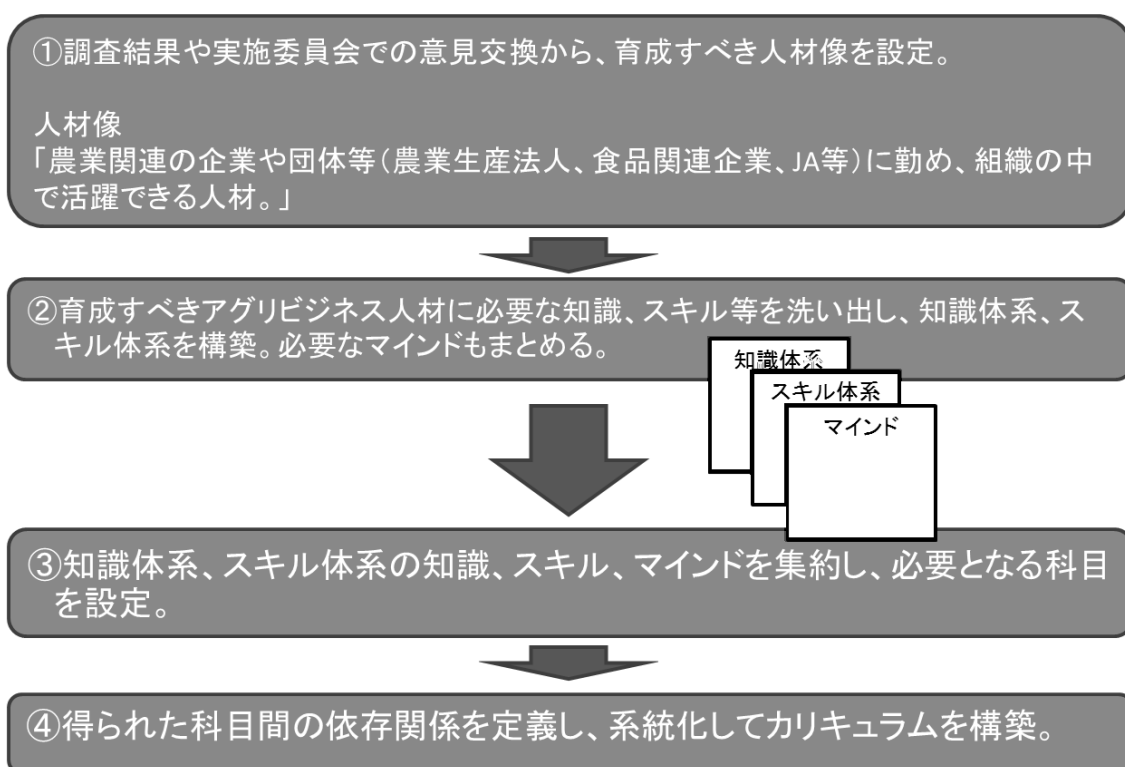 ①調査結果や実施委員会での意見交換から、育成すべき人材像を設定。
人材像
「農業関連の企業や団体等（農業生産法人、食品関連企業、JA等）に勤め、組織の中
で活躍できる人材。」
②育成すべきアグリビジネス人材に必要な知識、スキル等を洗い出し、知識体系、ス
キル体系を構築。必要なマインドもまとめる。
知識体系
スキル体系
マインド
③知識体系、スキル体系の知識、スキル、マインドを集約し、必要となる科目
を設定。
④得られた科目間の依存関係を定義し、系統化してカリキュラムを構築。